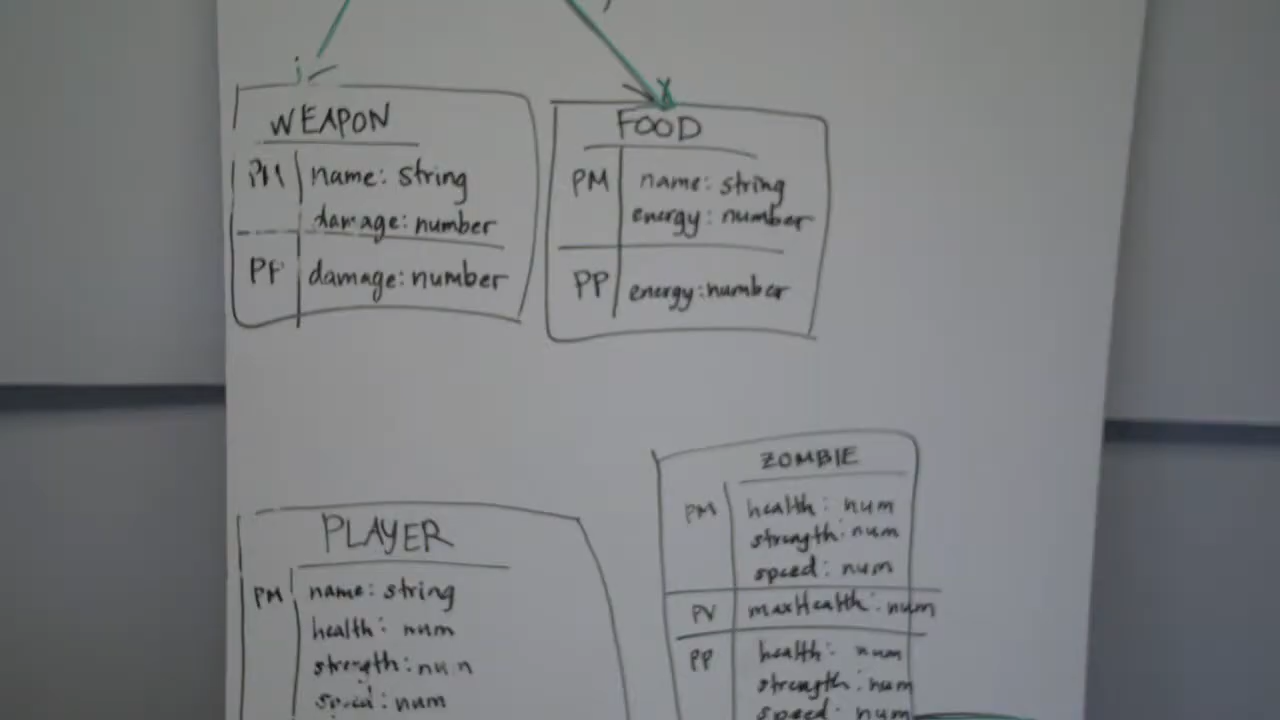 WEAPON
PM name: string
damage: number
PP damage: number
FOOD
PM name: string
energy: number
PP energy: number
PLAYER
PM name: string
health: num
strength: num
speed: num
ZOMBIE
PM health: num
strength: num
speed: num
PV maxHealth: num
PP health: num
strength: num
speed: num